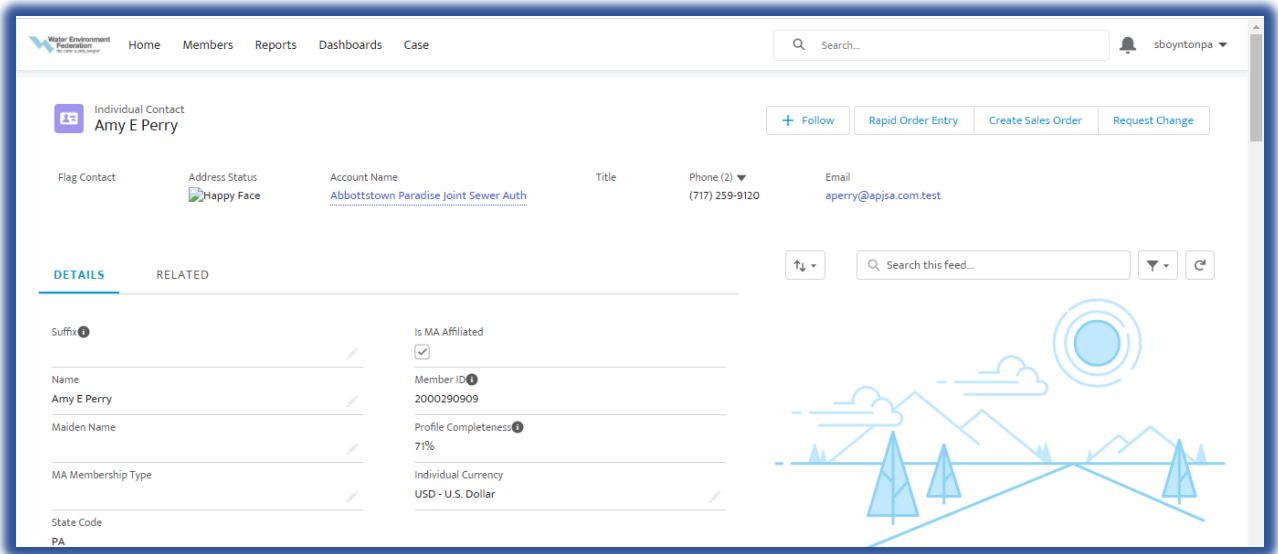 Water Environment
Federation
the water quality people
Home Members Reports Dashboards Case
Search...
sboyntonpa
Individual Contact
Amy E Perry
+ Follow Rapid Order Entry Create Sales Order Request Change
Flag Contact Address Status Account Name Title Phone (2) Email
Happy Face Abbottstown Paradise Joint Sewer Auth (717) 259-9120 aperry@apjsa.com.test
DETAILS RELATED
Search this feed...
Suffix Is MA Affiliated
Name Member ID
Amy E Perry 2000290909
Maiden Name Profile Completeness
71%
MA Membership Type Individual Currency
USD - U.S. Dollar
State Code
PA